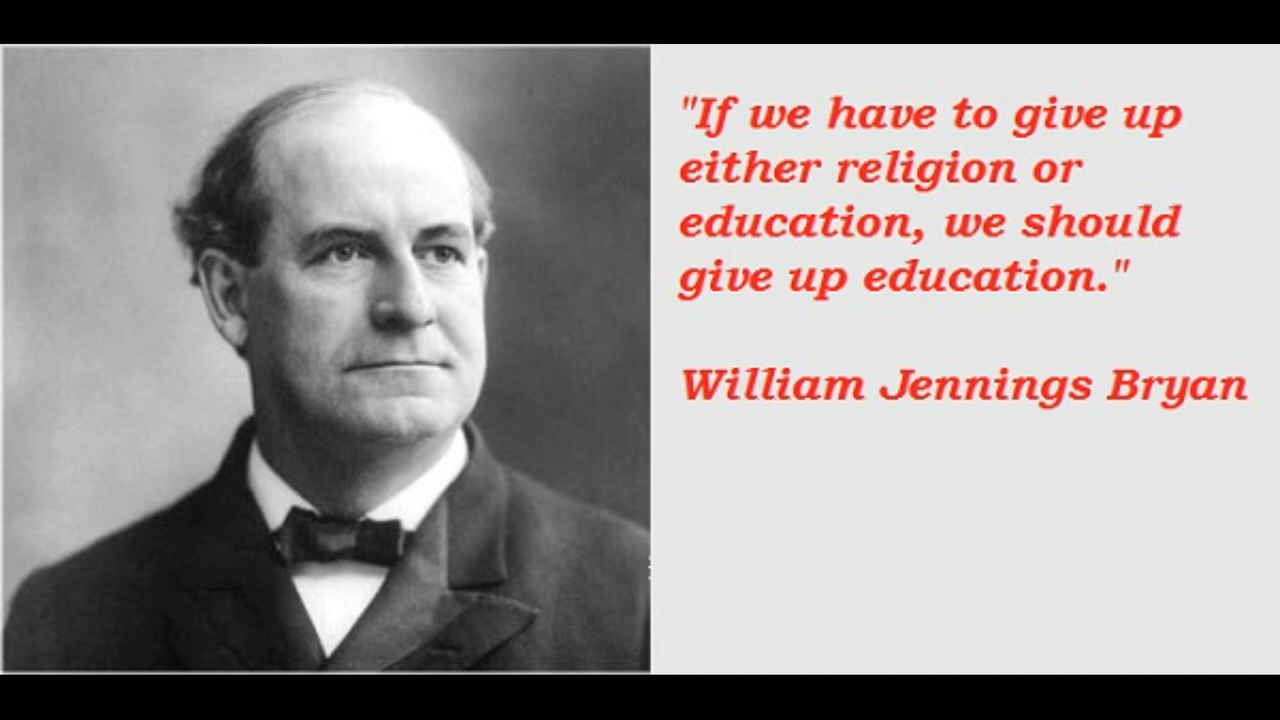 "If we have to give up
either religion or
education, we should
give up education."
William Jennings Bryan